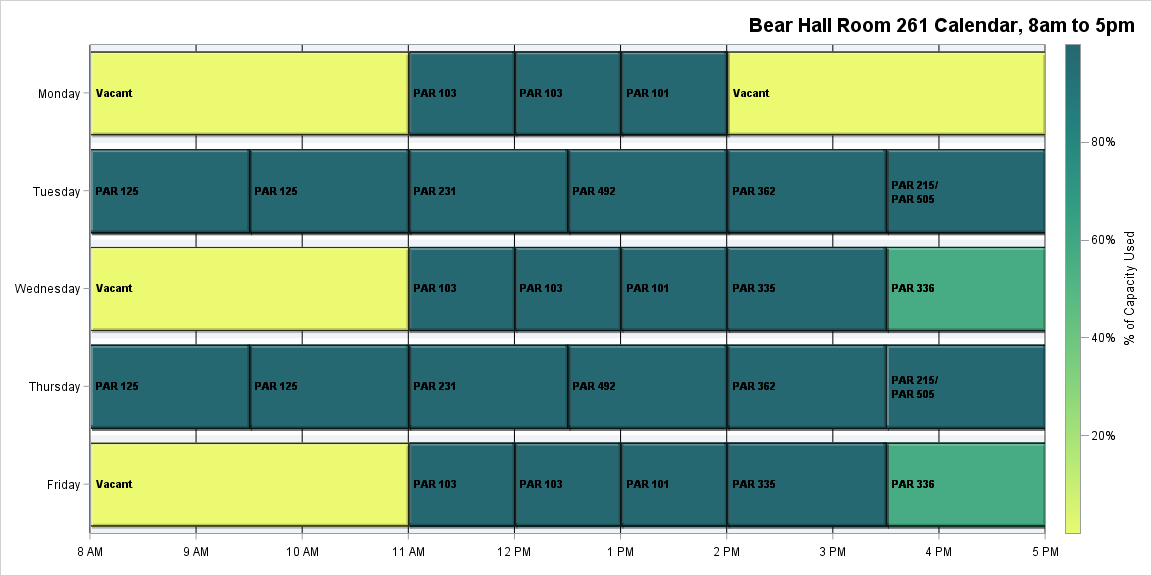 Bear Hall Room 261 Calendar, 8am to 5pm
Monday
Vacant
PAR 103
PAR 103
PAR 101
Vacant
Tuesday
PAR 125
PAR 125
PAR 231
PAR 492
PAR 362
PAR 215/
PAR 505
Wednesday
Vacant
PAR 103
PAR 103
PAR 101
PAR 335
PAR 336
Thursday
PAR 125
PAR 125
PAR 231
PAR 492
PAR 362
PAR 215/
PAR 505
Friday
Vacant
PAR 103
PAR 103
PAR 101
PAR 335
PAR 336
8 AM
9 AM
10 AM
11 AM
12 PM
1 PM
2 PM
3 PM
4 PM
5 PM
80%
60%
40%
20%
% of Capacity Used